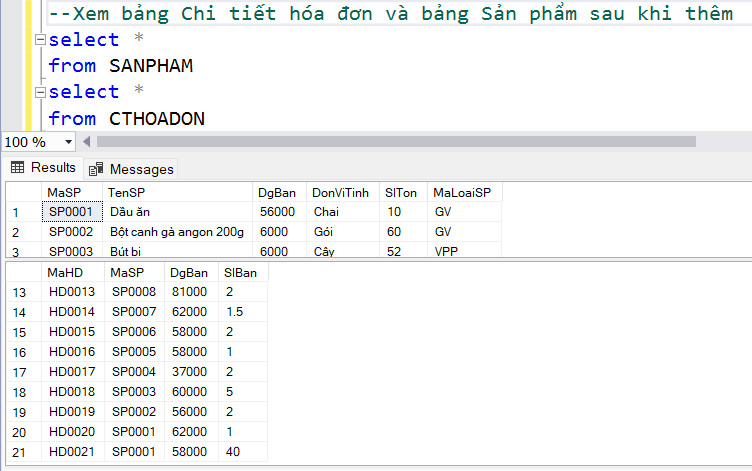 --Xem bảng Chi tiết hóa đơn và bảng Sản phẩm sau khi thêm
select *
from SANPHAM
select *
from CTHOADON
100 %
Results Messages
MaSP TenSP DgBan DonViTinh SlTon MaLoaiSP
1 SP0001 Dầu ăn 56000 Chai 10 GV
2 SP0002 Bột canh gà angon 200g 6000 Gói 60 GV
3 SP0003 Bút bi 6000 Cây 52 VPP
MaHD MaSP DgBan SlBan
13 HD0013 SP0008 81000 2
14 HD0014 SP0007 62000 1.5
15 HD0015 SP0006 58000 2
16 HD0016 SP0005 58000 1
17 HD0017 SP0004 37000 2
18 HD0018 SP0003 60000 5
19 HD0019 SP0002 56000 2
20 HD0020 SP0001 62000 1
21 HD0021 SP0001 58000 40